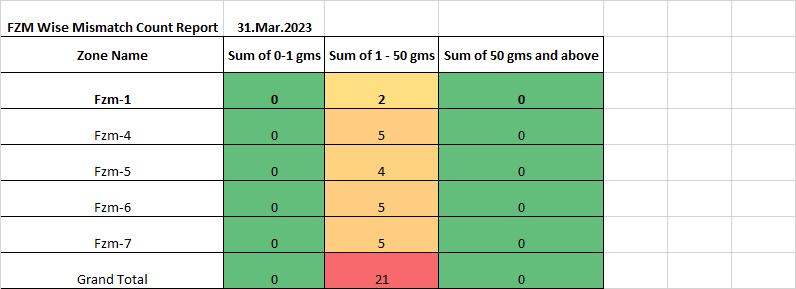 FZM Wise Mismatch Count Report 31.Mar.2023
Zone Name Sum of 0-1 gms Sum of 1 - 50 gms Sum of 50 gms and above
Fzm-1 0 2 0
Fzm-4 0 5 0
Fzm-5 0 4 0
Fzm-6 0 5 0
Fzm-7 0 5 0
Grand Total 0 21 0